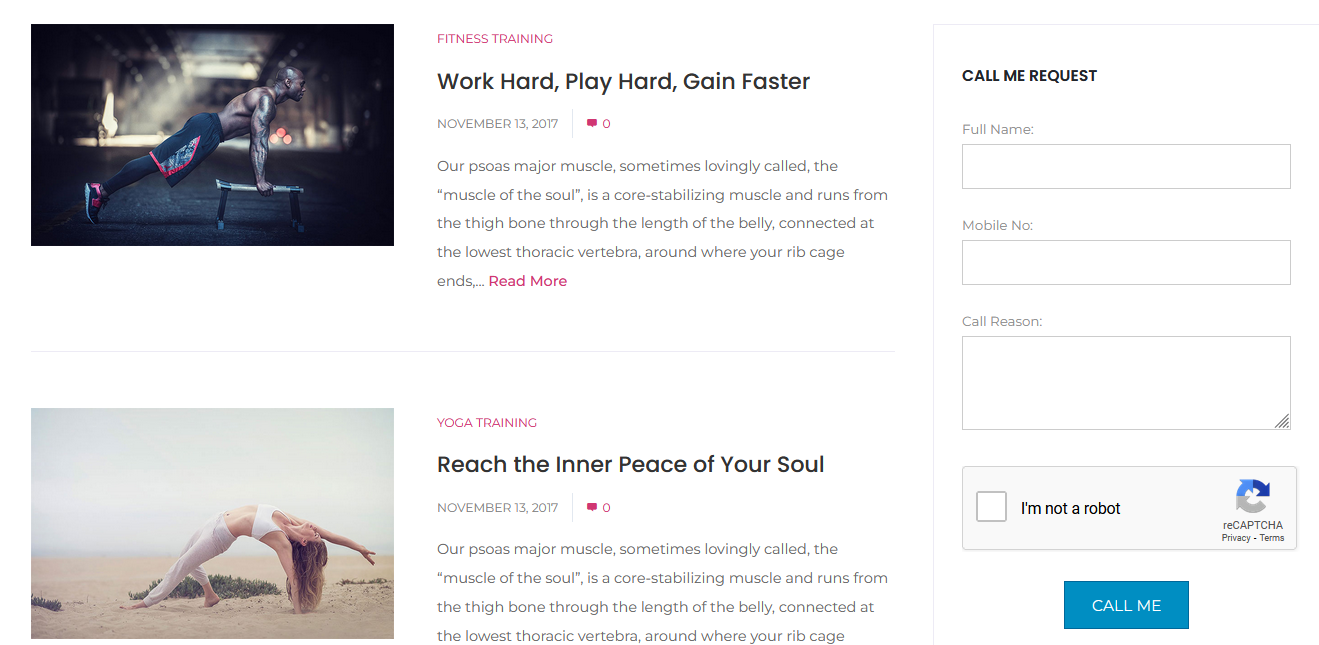 FITNESS TRAINING
Work Hard, Play Hard, Gain Faster
NOVEMBER 13, 2017 0
Our psoas major muscle, sometimes lovingly called, the
“muscle of the soul”, is a core-stabilizing muscle and runs from
the thigh bone through the length of the belly, connected at
the lowest thoracic vertebra, around where your rib cage
ends,... Read More
YOGA TRAINING
Reach the Inner Peace of Your Soul
NOVEMBER 13, 2017 0
Our psoas major muscle, sometimes lovingly called, the
“muscle of the soul”, is a core-stabilizing muscle and runs from
the thigh bone through the length of the belly, connected at
the lowest thoracic vertebra, around where your rib cage
CALL ME REQUEST
Full Name:
Mobile No:
Call Reason:
I'm not a robot
reCAPTCHA
Privacy - Terms
CALL ME